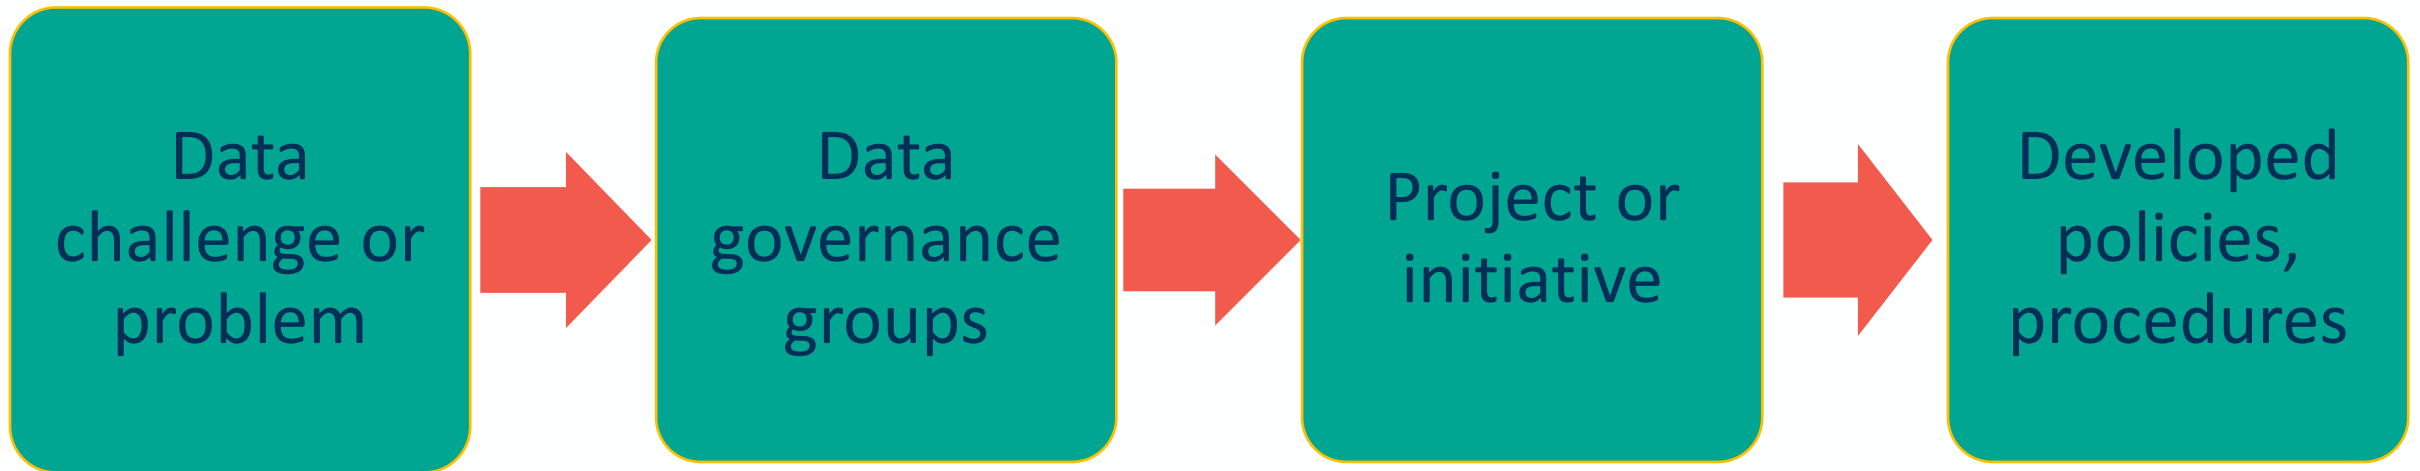 Data
challenge or
problem
Data
governance
groups
Project or
initiative
Developed
policies,
procedures